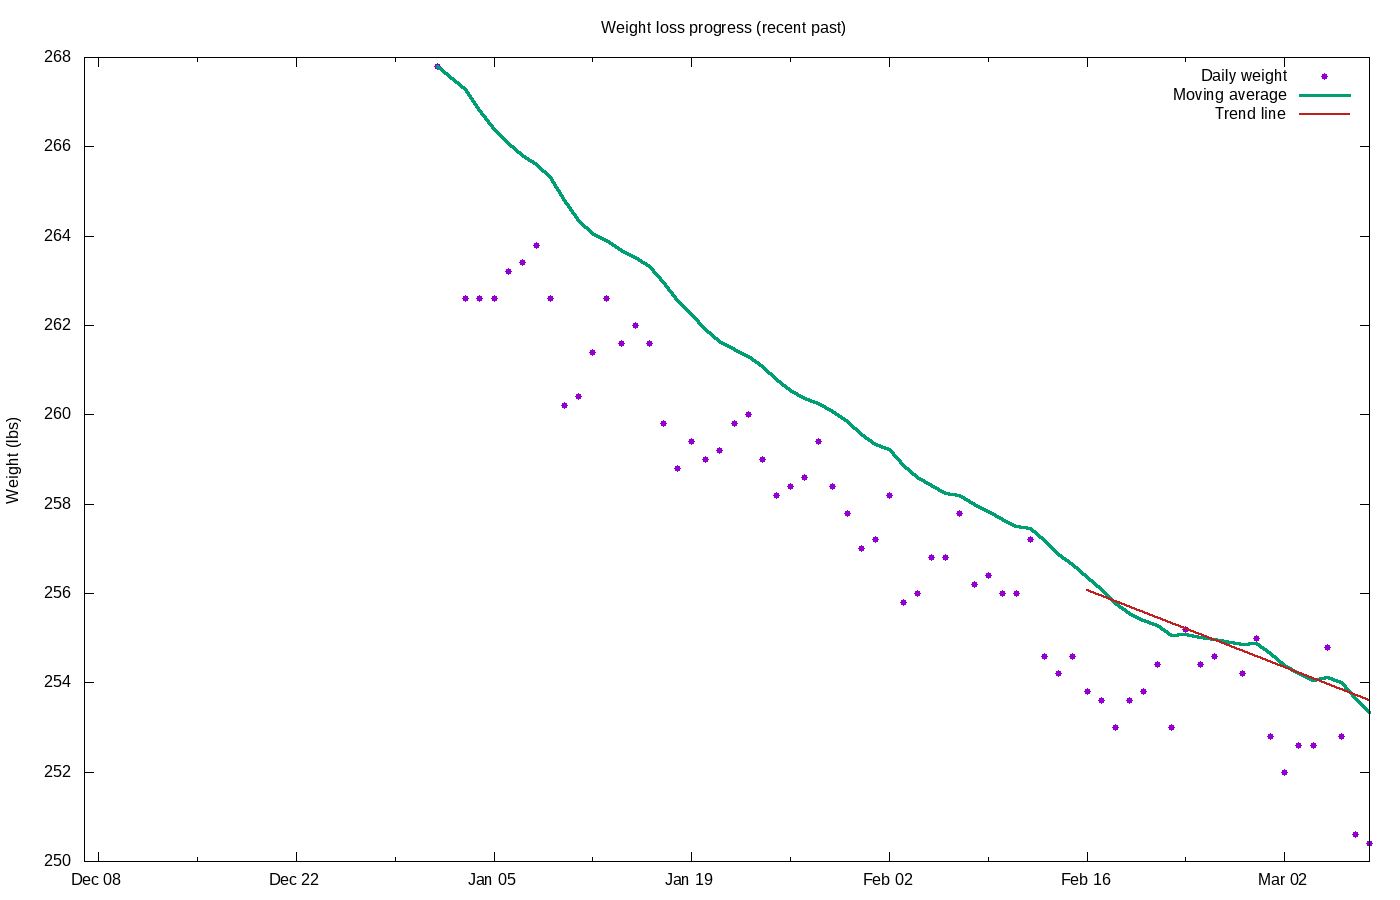 Weight loss progress (recent past)
Daily weight
Moving average
Trend line
Weight (lbs)
268
266
264
262
260
258
256
254
252
250
Dec 08
Dec 22
Jan 05
Jan 19
Feb 02
Feb 16
Mar 02